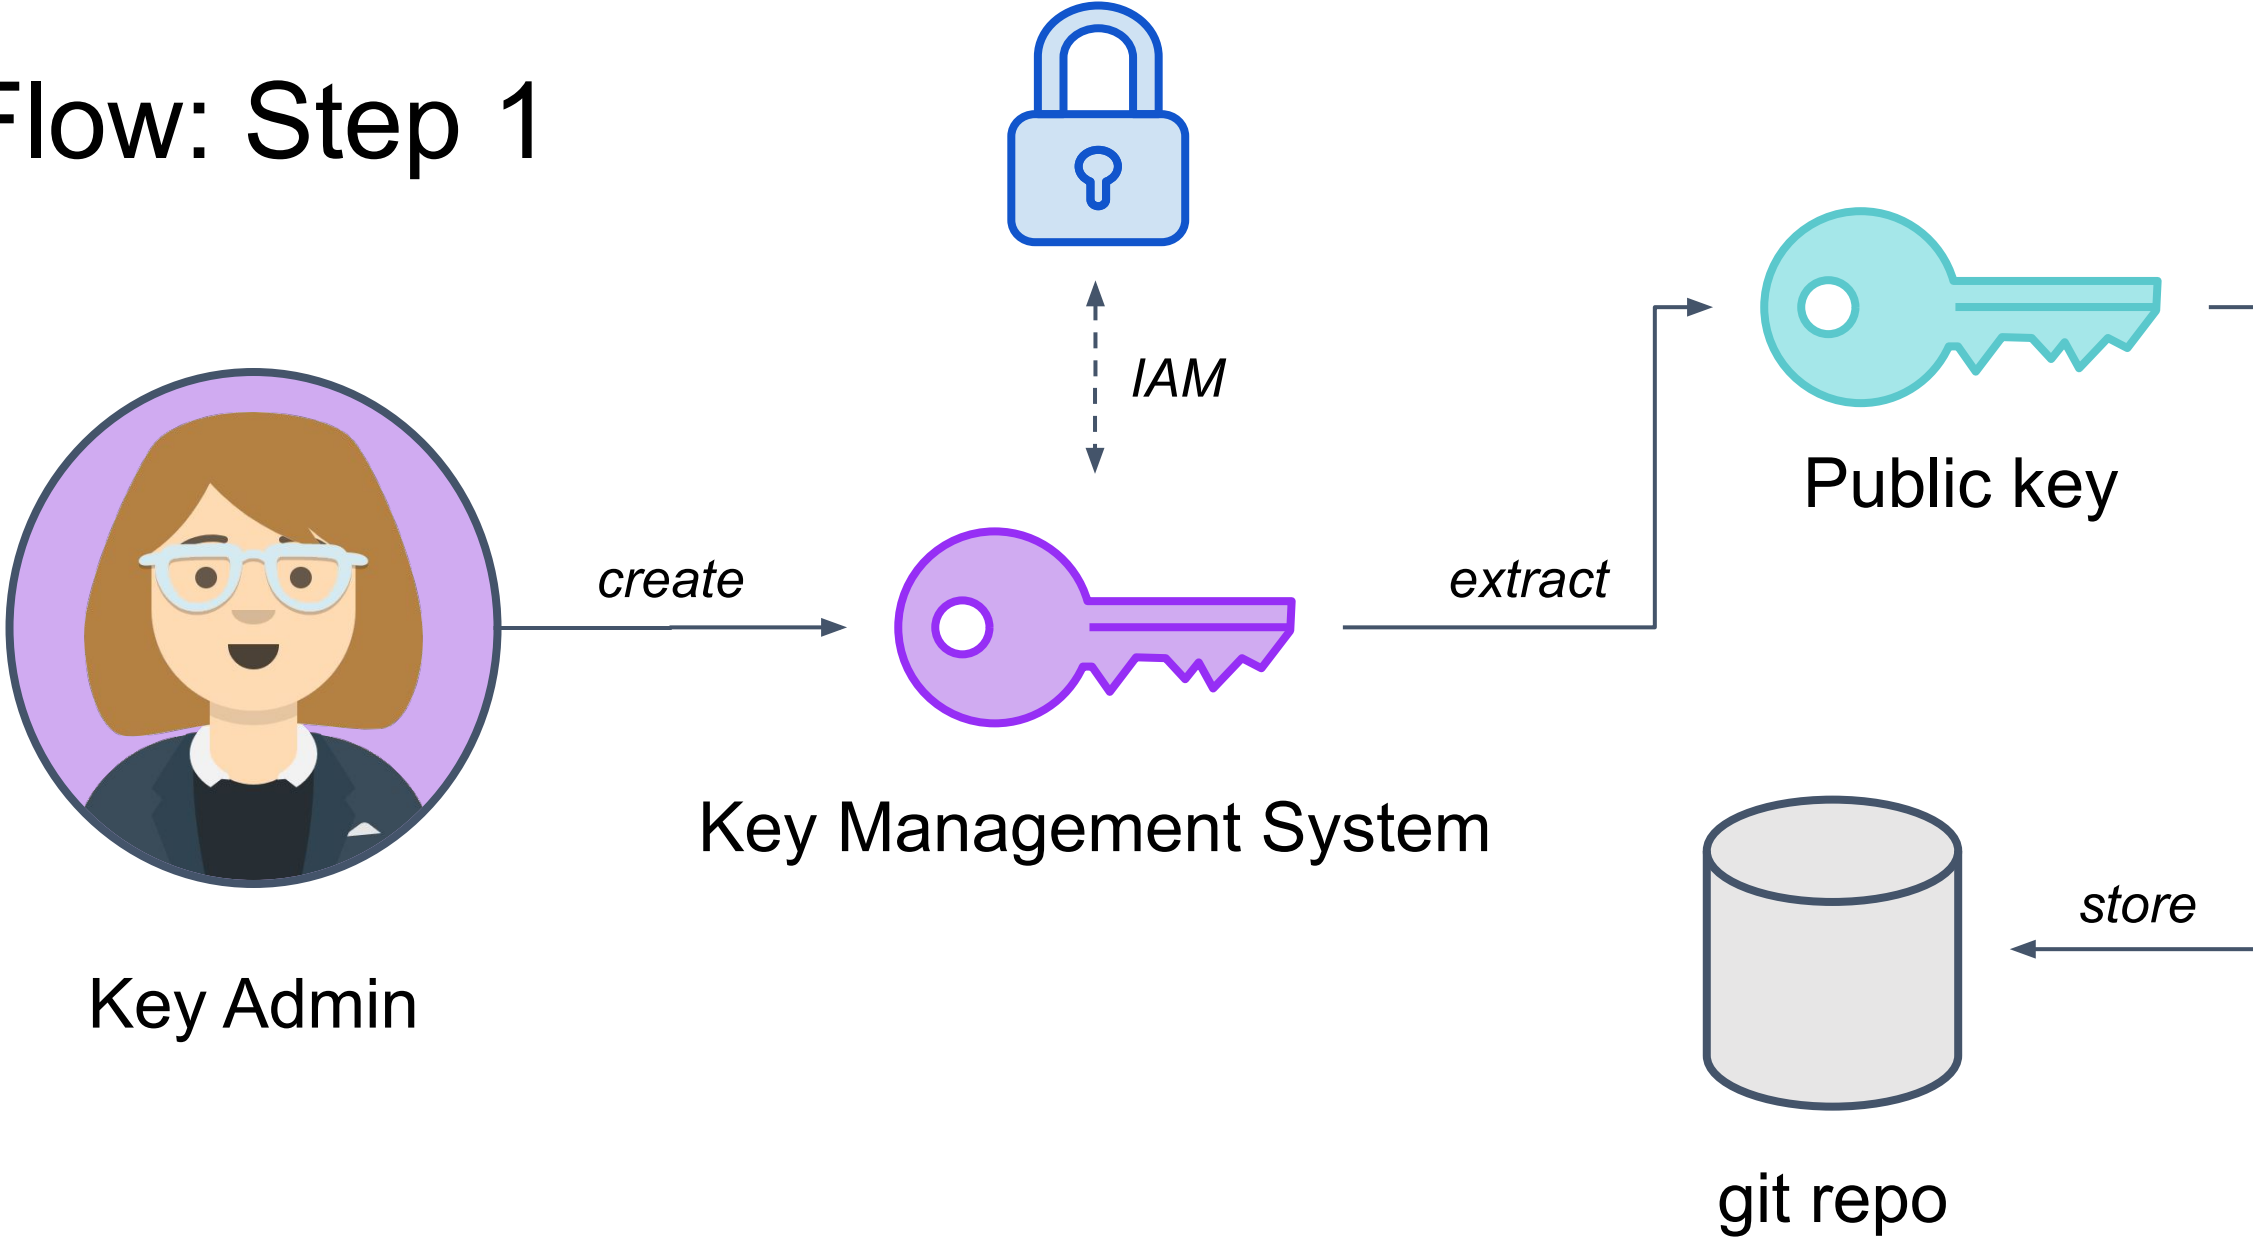 Flow: Step 1
IAM
Public key
create
extract
Key Management System
store
Key Admin
git repo